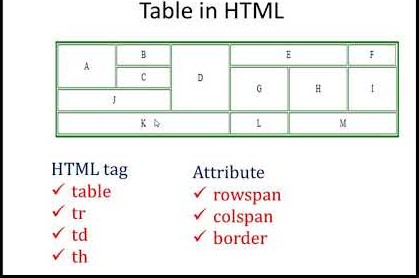 Table in HTML
A B D E F
C G H I
J
K L M
HTML tag
✓ table
✓ tr
✓ td
✓ th
Attribute
✓ rowspan
✓ colspan
✓ border